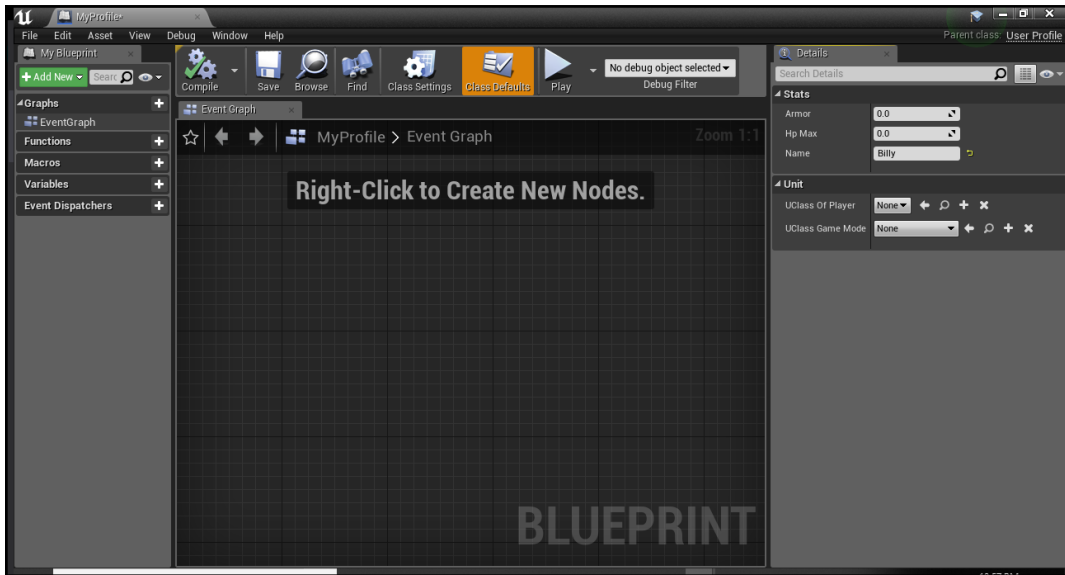 MyProfile*
File Edit Asset View Debug Window Help
Parent class: User Profile
My Blueprint
+ Add New
Searc
Graphs
EventGraph
Functions
Macros
Variables
Event Dispatchers
Compile Save Browse Find Class Settings Class Defaults Play
No debug object selected
Debug Filter
Event Graph
MyProfile > Event Graph
Zoom 1:1
Right-Click to Create New Nodes.
BLUEPRINT
Details
Search Details
Stats
Armor 0.0
Hp Max 0.0
Name Billy
Unit
UClass Of Player None
UClass Game Mode None